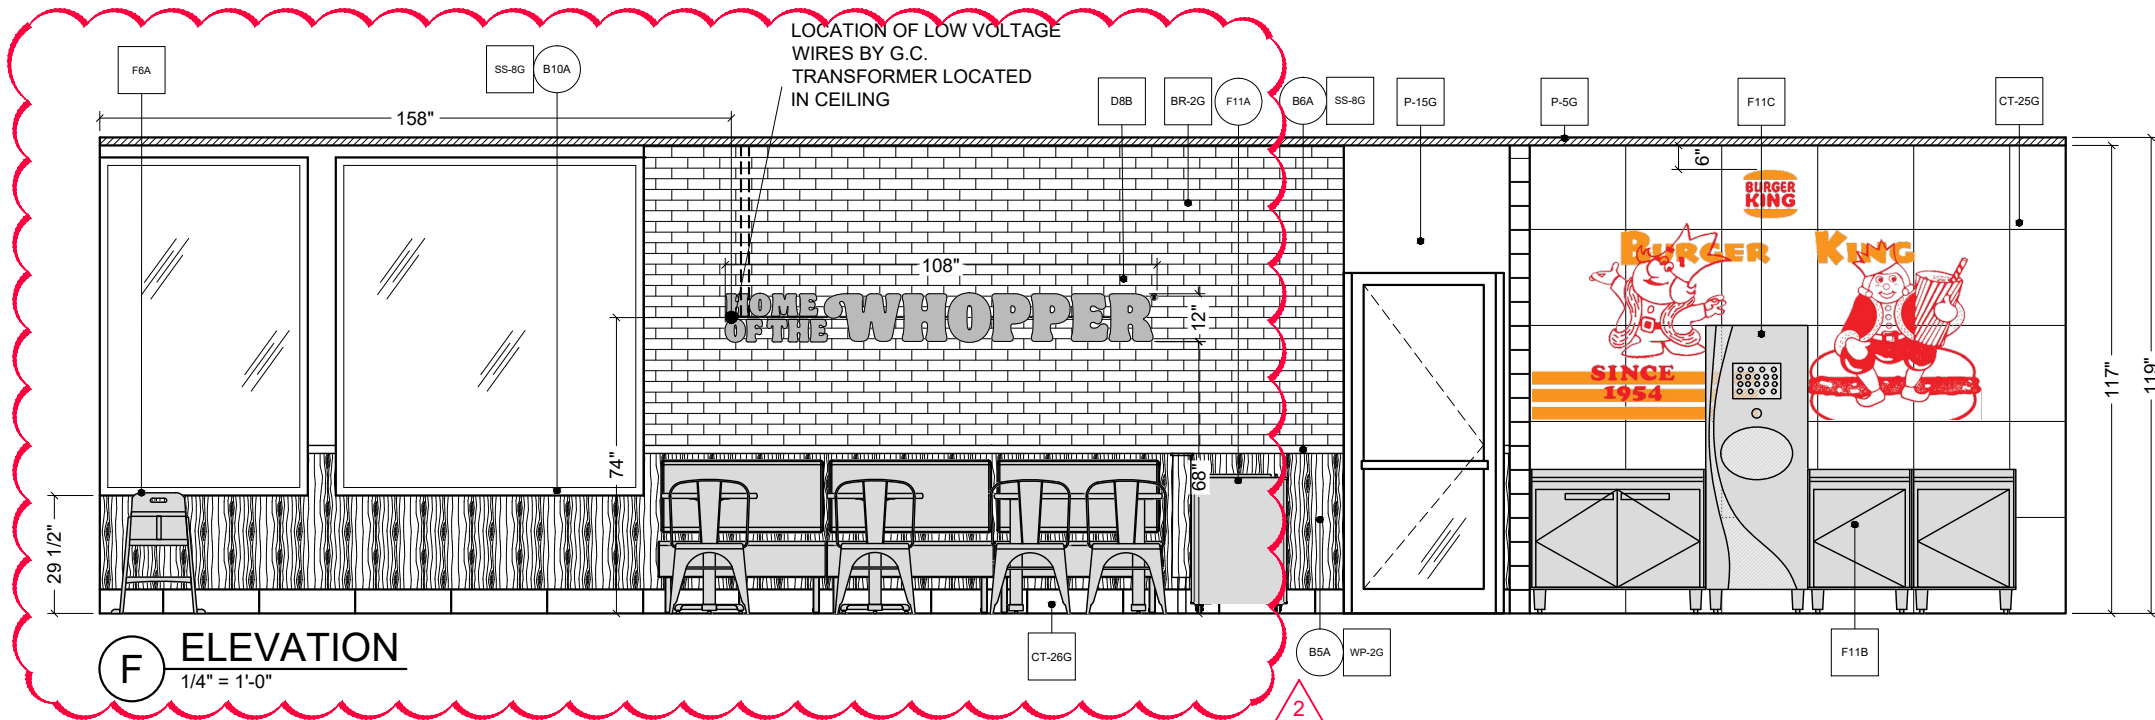 LOCATION OF LOW VOLTAGE
WIRES BY G.C.
TRANSFORMER LOCATED
IN CEILING
F6A
SS-8G
B10A
D8B
BR-2G
F11A
B6A
SS-8G
P-15G
P-5G
F11C
CT-25G
158"
6"
BURGER
KING
BURGER KING
108"
HOME
OF THE
WHOPPER
®
12"
74"
68"
SINCE
1954
117"
119"
29 1/2"
F
ELEVATION
1/4" = 1'-0"
CT-26G
B5A
WP-2G
F11B
2